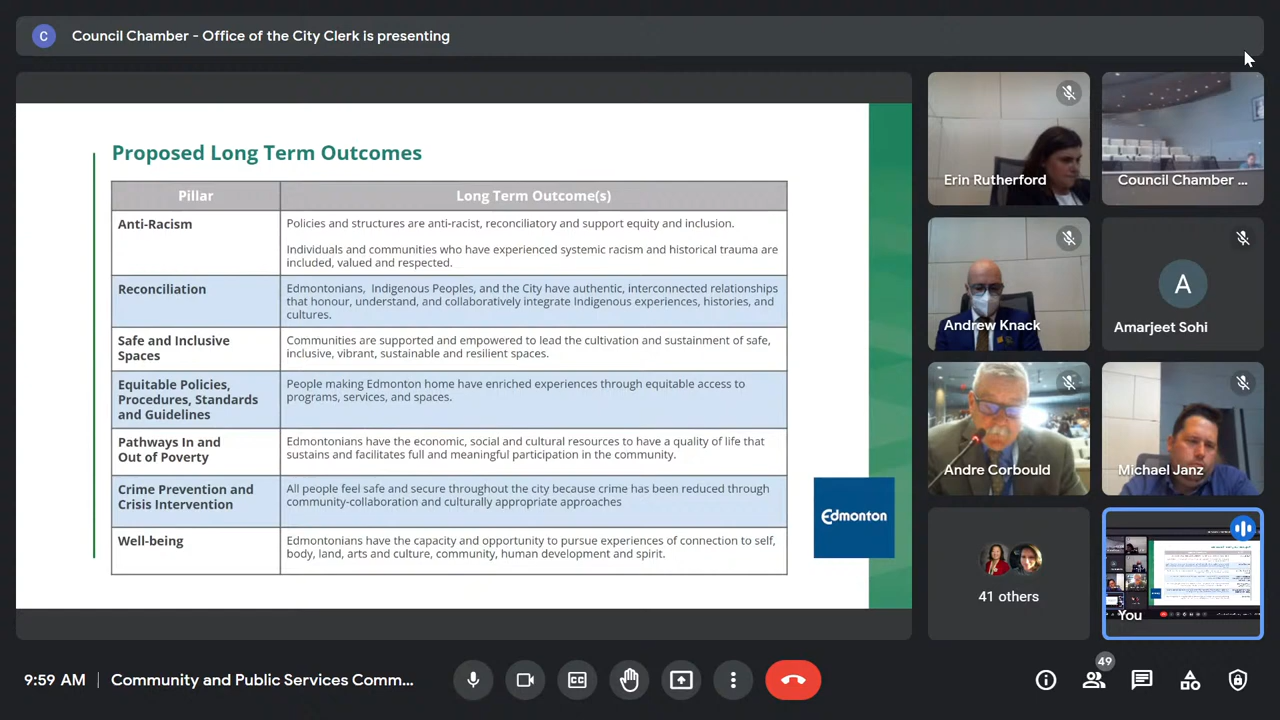 C
Council Chamber - Office of the City Clerk is presenting
Proposed Long Term Outcomes
Pillar
Long Term Outcome(s)
Anti-Racism
Policies and structures are anti-racist, reconciliatory and support equity and inclusion.
Individuals and communities who have experienced systemic racism and historical trauma are
included, valued and respected.
Reconciliation
Edmontonians, Indigenous Peoples, and the City have authentic, interconnected relationships
that honour, understand, and collaboratively integrate Indigenous experiences, histories, and
cultures.
Safe and Inclusive
Spaces
Communities are supported and empowered to lead the cultivation and sustainment of safe,
inclusive, vibrant, sustainable and resilient spaces.
Equitable Policies,
Procedures, Standards
and Guidelines
People making Edmonton home have enriched experiences through equitable access to
programs, services, and spaces.
Pathways In and
Out of Poverty
Edmontonians have the economic, social and cultural resources to have a quality of life that
sustains and facilitates full and meaningful participation in the community.
Crime Prevention and
Crisis Intervention
All people feel safe and secure throughout the city because crime has been reduced through
community-collaboration and culturally appropriate approaches
Well-being
Edmontonians have the capacity and opportunity to pursue experiences of connection to self,
body, land, arts and culture, community, human development and spirit.
Edmonton
Erin Rutherford
Council Chamber ...
Andrew Knack
A
Amarjeet Sohi
Andre Corbould
Michael Janz
41 others
You
9:59 AM
Community and Public Services Comm...
49